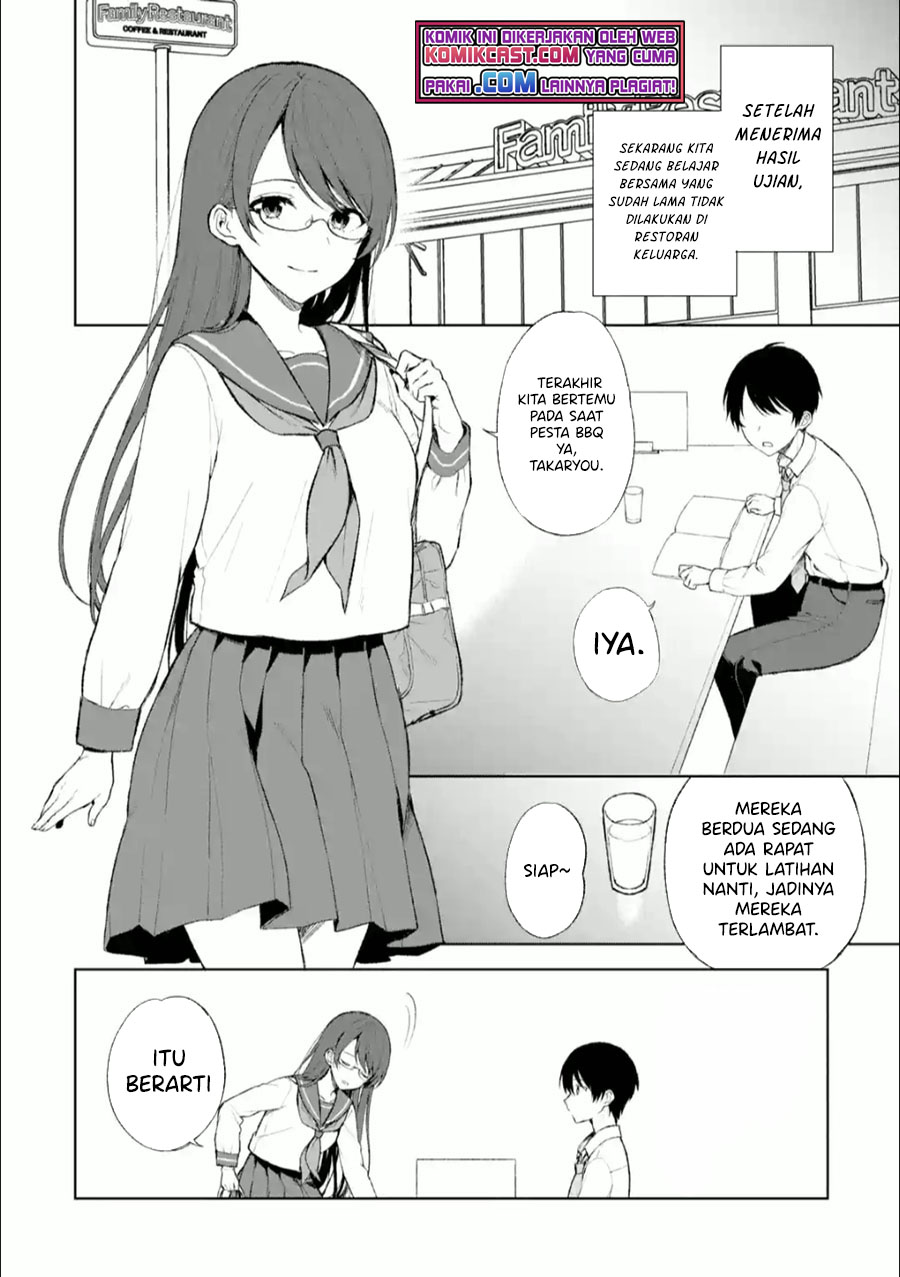 Family Restaurant
COFFEE & RESTAURANT
KOMIK INI DIKERJAKAN OLEH WEB
KOMIKCAST.COM YANG CUMA
PAKAI .COM LAINNYA PLAGIAT!
SETELAH
MENERIMA
HASIL
UJIAN,
SEKARANG KITA
SEDANG BELAJAR
BERSAMA YANG
SUDAH LAMA TIDAK
DILAKUKAN DI
RESTORAN
KELUARGA.
TERAKHIR
KITA BERTEMU
PADA SAAT
PESTA BBQ
YA,
TAKARYOU.
IYA.
MEREKA
BERDUA SEDANG
ADA RAPAT
UNTUK LATIHAN
NANTI, JADINYA
MEREKA
TERLAMBAT.
SIAP~
ITU
BERARTI